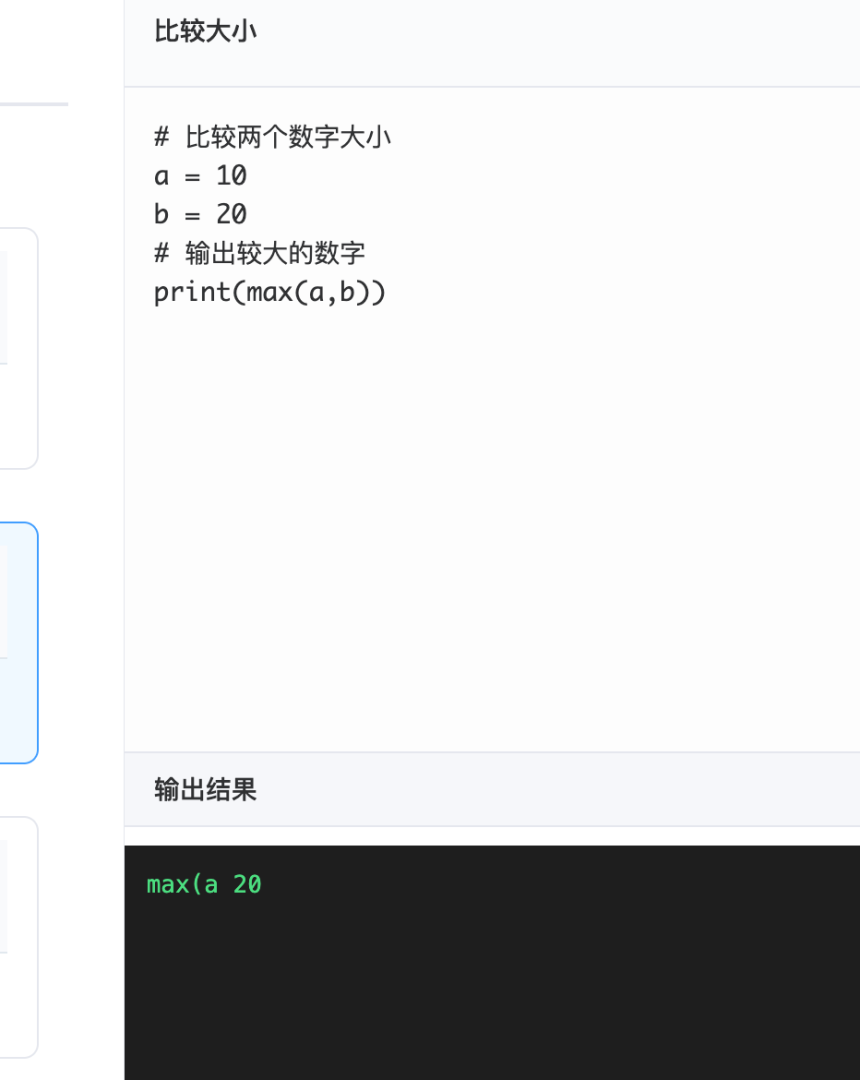 比较大小
# 比较两个数字大小
a = 10
b = 20
# 输出较大的数字
print(max(a,b))
输出结果
max(a 20